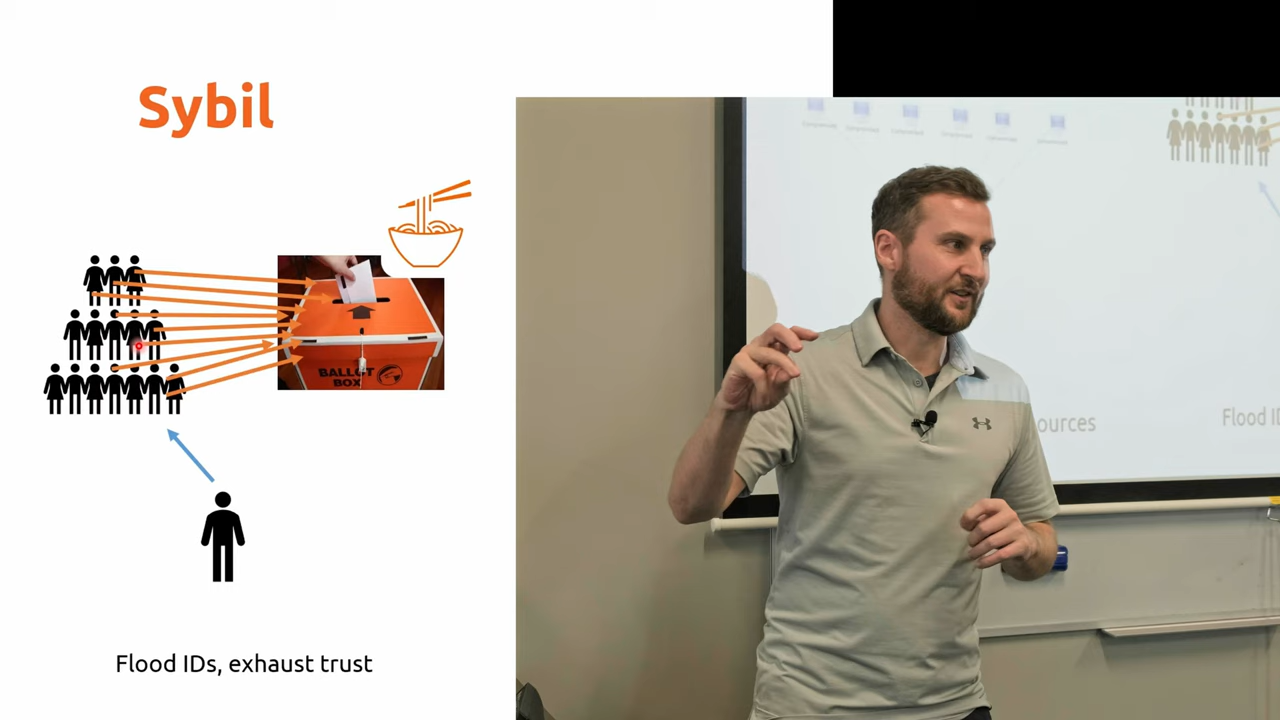 Sybil
BALLOT
BOX
Flood IDs, exhaust trust
ources
Flood ID